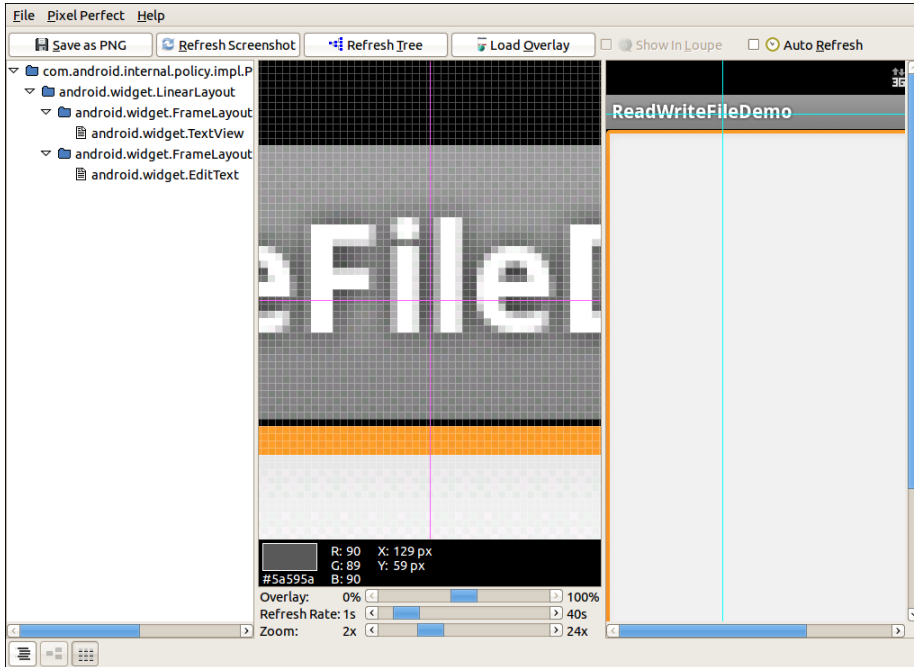 File Pixel Perfect Help
Save as PNG Refresh Screenshot Refresh Tree Load Overlay Show In Loupe Auto Refresh
com.android.internal.policy.impl.P
android.widget.LinearLayout
android.widget.FrameLayout
android.widget.TextView
android.widget.FrameLayout
android.widget.EditText
eFileD
#5a595a
R: 90 X: 129 px
G: 89 Y: 59 px
B: 90
Overlay: 0% 100%
Refresh Rate: 1s 40s
Zoom: 2x 24x
3G
ReadWriteFileDemo